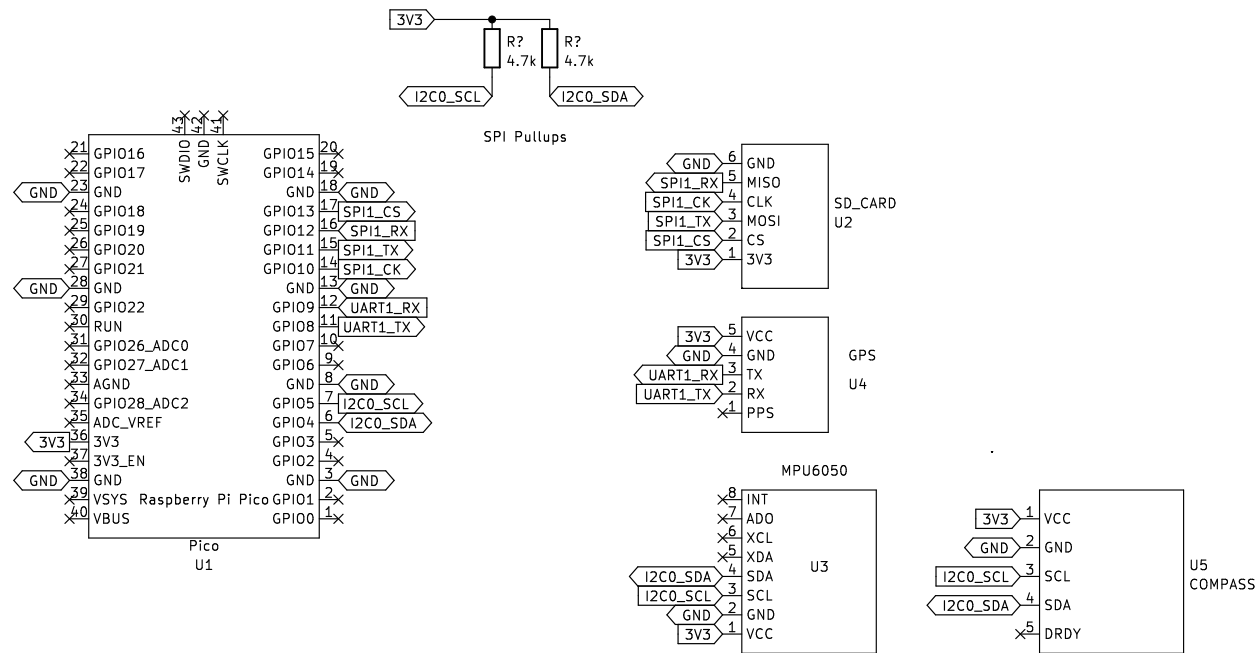 3V3
R?
4.7k
R?
4.7k
I2C0_SCL
I2C0_SDA
SPI Pullups
43
42
41
SWDIO
GND
SWCLK
21 GPIO16
22 GPIO17
GND 23 GND
24 GPIO18
25 GPIO19
26 GPIO20
27 GPIO21
GND 28 GND
29 GPIO22
30 RUN
31 GPIO26_ADC0
32 GPIO27_ADC1
33 AGND
34 GPIO28_ADC2
35 ADC_VREF
3V3 36 3V3
37 3V3_EN
GND 38 GND
39 VSYS
40 VBUS
Raspberry Pi Pico
GPIO15 20
GPIO14 19
GND 18 GND
GPIO13 17 SPI1_CS
GPIO12 16 SPI1_RX
GPIO11 15 SPI1_TX
GPIO10 14 SPI1_CK
GND 13 GND
GPIO9 12 UART1_RX
GPIO8 11 UART1_TX
GPIO7 10
GPIO6 9
GND 8 GND
GPIO5 7 I2C0_SCL
GPIO4 6 I2C0_SDA
GPIO3 5
GPIO2 4
GND 3 GND
GPIO1 2
GPIO0 1
Pico
U1
GND 6 GND
SPI1_RX 5 MISO
SPI1_CK 4 CLK
SPI1_TX 3 MOSI
SPI1_CS 2 CS
3V3 1 3V3
SD_CARD
U2
3V3 5 VCC
GND 4 GND
UART1_RX 3 TX
UART1_TX 2 RX
1 PPS
GPS
U4
MPU6050
8 INT
7 ADO
6 XCL
5 XDA
I2C0_SDA 4 SDA
I2C0_SCL 3 SCL
GND 2 GND
3V3 1 VCC
U3
3V3 1 VCC
GND 2 GND
I2C0_SCL 3 SCL
I2C0_SDA 4 SDA
5 DRDY
U5
COMPASS